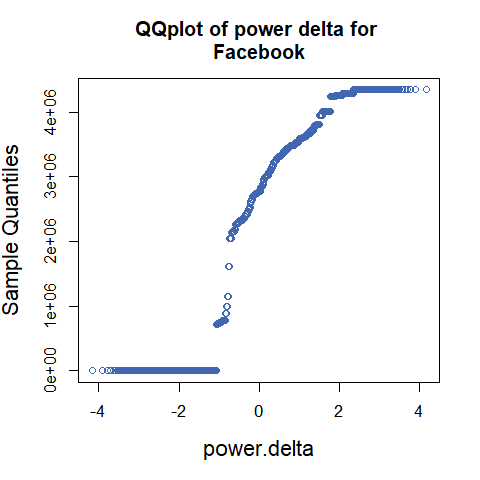 QQplot of power delta for
Facebook
Sample Quantiles
4e+06
3e+06
2e+06
1e+06
0e+00
-4 -2 0 2 4
power.delta